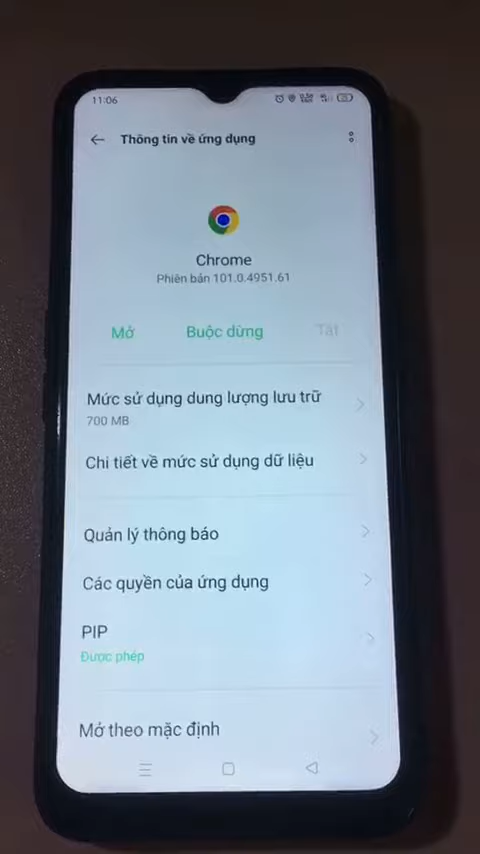 11:06
Thông tin về ứng dụng
Chrome
Phiên bản 101.0.4951.61
Mở Buộc dừng Tắt
Mức sử dụng dung lượng lưu trữ
700 MB
Chi tiết về mức sử dụng dữ liệu
Quản lý thông báo
Các quyền của ứng dụng
PIP
Được phép
Mở theo mặc định